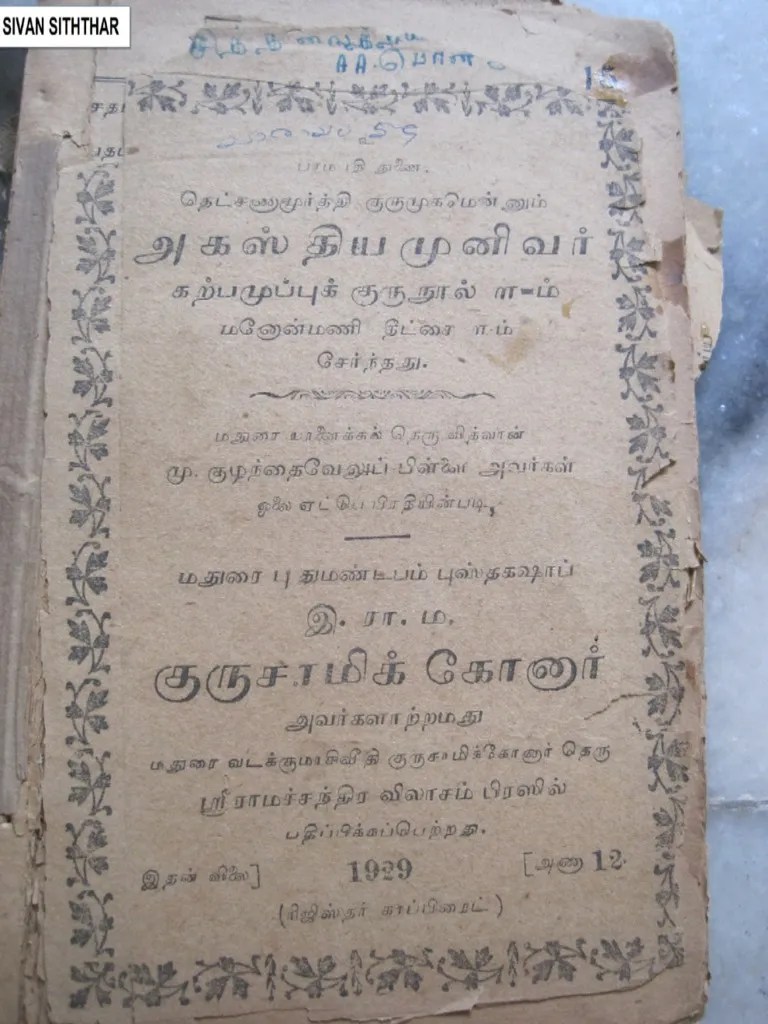 SIVAN SITHTHAR
தெட்சணாமூர்த்தி குருமுகமென்னும்
அகஸ்தியமுனிவர்
கற்பமுப்புக் குருநூல் ம்
மனோன்மணி தீட்சை ம்
சேர்ந்தது.
மதுரை யானைக்கல் தெரு வித்வான்
மு. குழந்தைவேலுப் பிள்ளை அவர்கள்
ஓலை ஏட்டுப் பிரதியின்படி,
மதுரை புதுமண்டபம் புஸ்தகஷாப்
இ. ரா. ம.
குருசாமிக் கோனார்
அவர்களாற்றமது
மதுரை வடக்குமாசிவீதி குருசாமிக்கோனார் தெரு
ஸ்ரீ ராமச்சந்திர விலாசம் பிரஸில்
பதிப்பிக்கப்பெற்றது.
இதன் விலை] 1929 [அணா 12.
(ரிஜிஸ்தர் காப்பிரைட்)